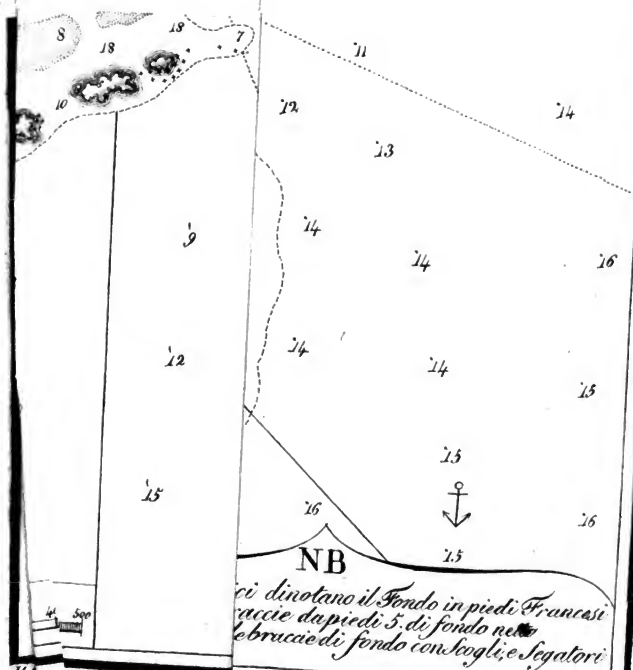 8 18 18 7
11
10 12 14
13
9 14 14 16
12 14 14 15
15
15 16 16
15
NB
ci dinotano il Fondo in piedi Francesi
raccie da piedi 5. di fondo netto
le braccie di fondo con Scogli, e Segatori
500